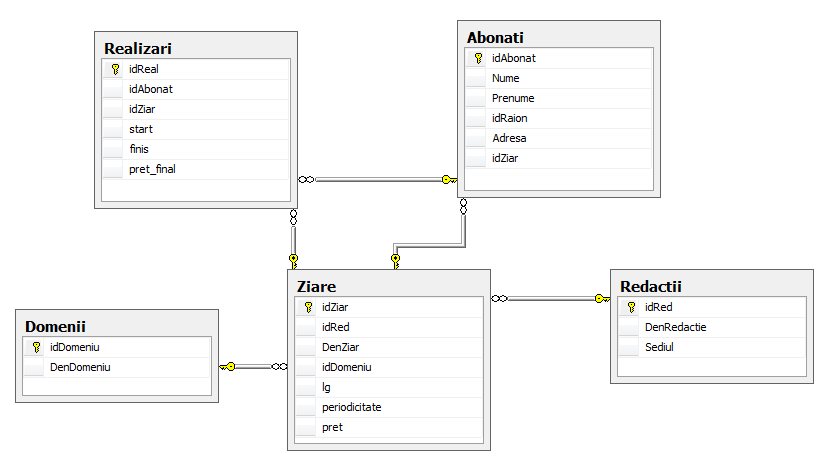 Realizari
idReal
idAbonat
idZiar
start
finis
pret_final
Abonati
idAbonat
Nume
Prenume
idRaion
Adresa
idZiar
Domenii
idDomeniu
DenDomeniu
Ziare
idZiar
idRed
DenZiar
idDomeniu
lg
periodicitate
pret
Redactii
idRed
DenRedactie
Sediul